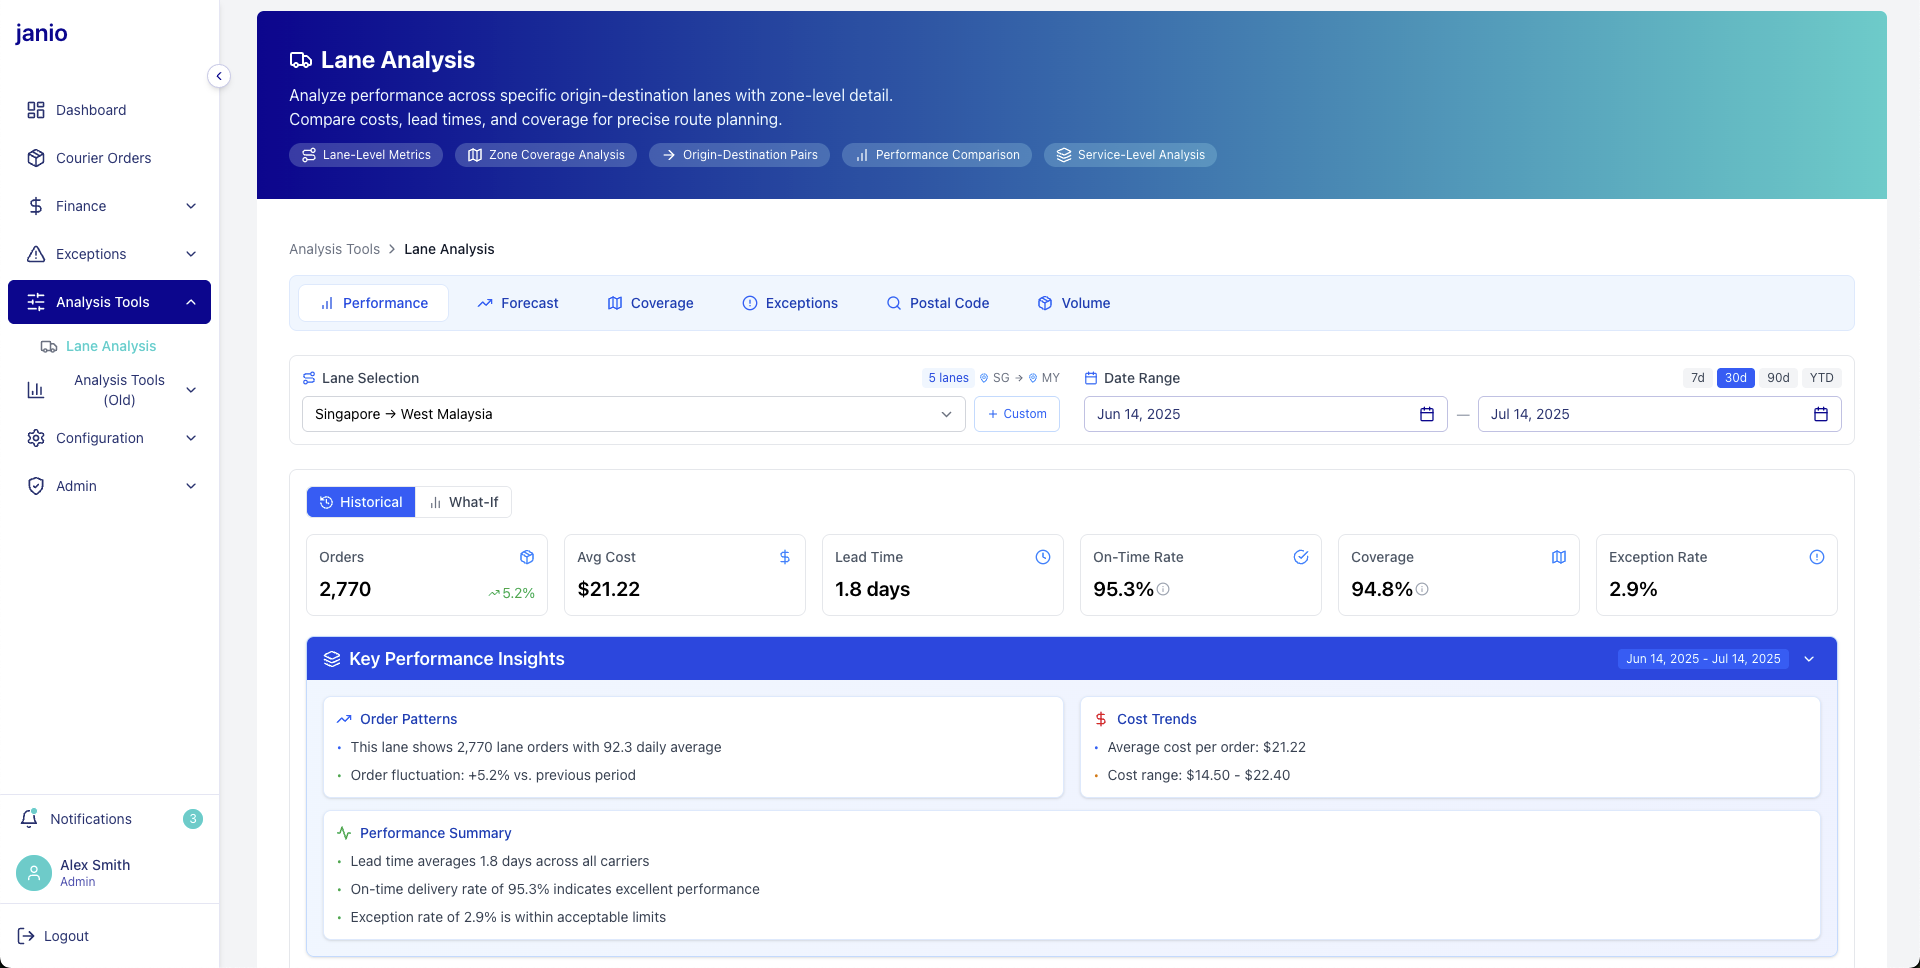 janio
Dashboard
Courier Orders
Finance
Exceptions
Analysis Tools
Lane Analysis
Analysis Tools
(Old)
Configuration
Admin
Notifications
3
Alex Smith
Admin
Logout
Lane Analysis
Analyze performance across specific origin-destination lanes with zone-level detail.
Compare costs, lead times, and coverage for precise route planning.
Lane-Level Metrics
Zone Coverage Analysis
Origin-Destination Pairs
Performance Comparison
Service-Level Analysis
Analysis Tools > Lane Analysis
Performance
Forecast
Coverage
Exceptions
Postal Code
Volume
Lane Selection
5 lanes SG → MY
Singapore → West Malaysia
+ Custom
Date Range
7d 30d 90d YTD
Jun 14, 2025 — Jul 14, 2025
Historical
What-If
Orders
2,770
5.2%
Avg Cost
$21.22
Lead Time
1.8 days
On-Time Rate
95.3%
Coverage
94.8%
Exception Rate
2.9%
Key Performance Insights
Jun 14, 2025 - Jul 14, 2025
Order Patterns
• This lane shows 2,770 lane orders with 92.3 daily average
• Order fluctuation: +5.2% vs. previous period
Cost Trends
• Average cost per order: $21.22
• Cost range: $14.50 - $22.40
Performance Summary
• Lead time averages 1.8 days across all carriers
• On-time delivery rate of 95.3% indicates excellent performance
• Exception rate of 2.9% is within acceptable limits